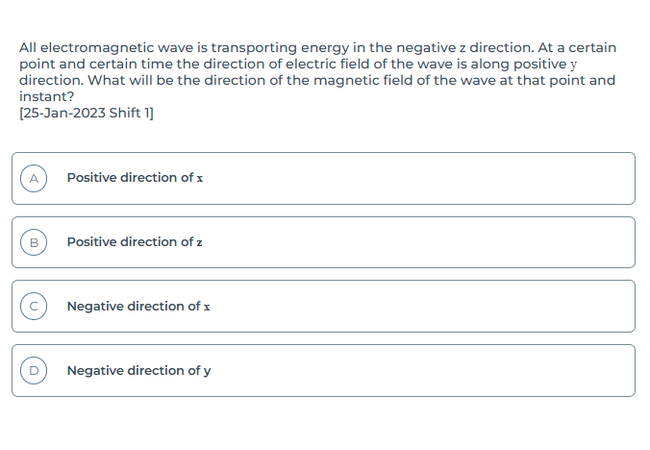 All electromagnetic wave is transporting energy in the negative z direction. At a certain
point and certain time the direction of electric field of the wave is along positive y
direction. What will be the direction of the magnetic field of the wave at that point and
instant?
[25-Jan-2023 Shift 1]
A Positive direction of x
B Positive direction of z
C Negative direction of x
D Negative direction of y